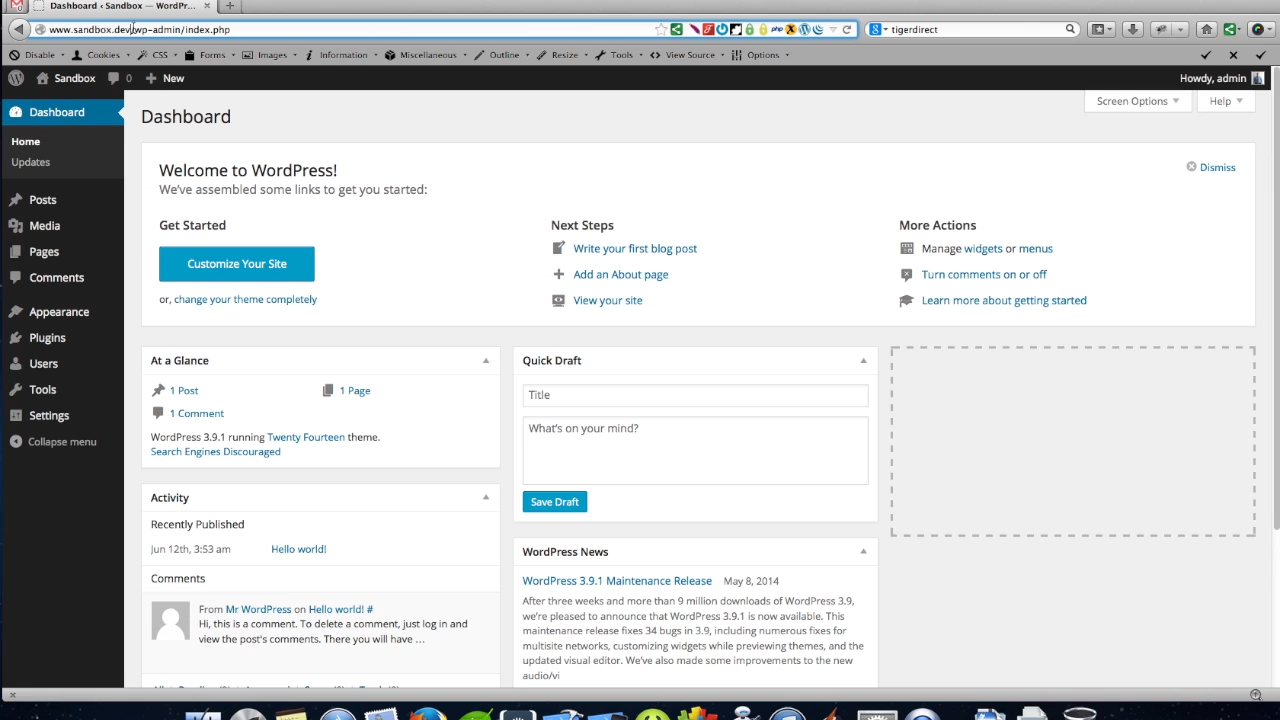 Dashboard ‹ Sandbox — WordPr... ×
www.sandbox.dev/wp-admin/index.php
tigerdirect
Disable Cookies CSS Forms Images Information Miscellaneous Outline Resize Tools View Source Options
Sandbox 0 New Howdy, admin
Dashboard
Home
Updates
Posts
Media
Pages
Comments
Appearance
Plugins
Users
Tools
Settings
Collapse menu
Screen Options Help
Dashboard
Welcome to WordPress!
Dismiss
We've assembled some links to get you started:
Get Started
Customize Your Site
or, change your theme completely
Next Steps
Write your first blog post
Add an About page
View your site
More Actions
Manage widgets or menus
Turn comments on or off
Learn more about getting started
At a Glance
1 Post 1 Page
1 Comment
WordPress 3.9.1 running Twenty Fourteen theme.
Search Engines Discouraged
Activity
Recently Published
Jun 12th, 3:53 am Hello world!
Comments
From Mr WordPress on Hello world! #
Hi, this is a comment. To delete a comment, just log in and
view the post's comments. There you will have …
Quick Draft
Title
What's on your mind?
Save Draft
WordPress News
WordPress 3.9.1 Maintenance Release May 8, 2014
After three weeks and more than 9 million downloads of WordPress 3.9,
we're pleased to announce that WordPress 3.9.1 is now available. This
maintenance release fixes 34 bugs in 3.9, including numerous fixes for
multisite networks, customizing widgets while previewing themes, and the
updated visual editor. We've also made some improvements to the new
audio/vi